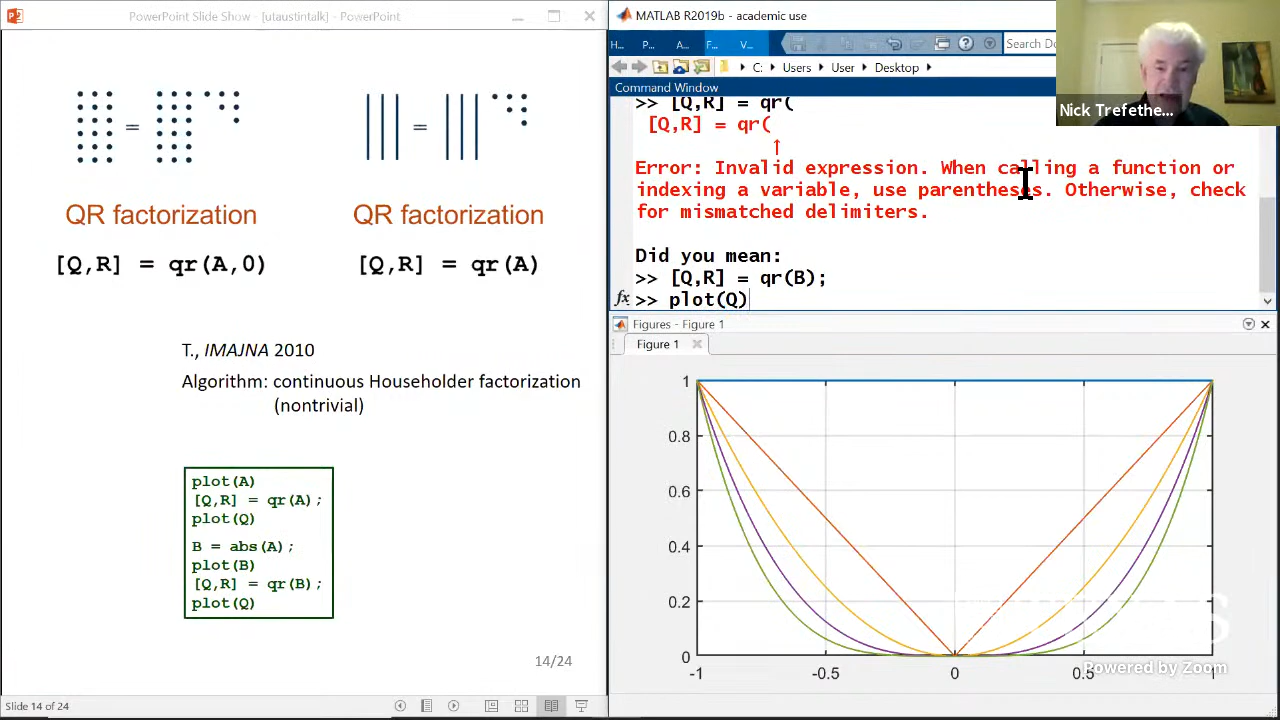 PowerPoint Slide Show - [utaustintalk] - PowerPoint
=
=
QR factorization
QR factorization
[Q,R] = qr(A,0)
[Q,R] = qr(A)
T., IMAJNA 2010
Algorithm: continuous Householder factorization
(nontrivial)
plot(A)
[Q,R] = qr(A);
plot(Q)
B = abs(A);
plot(B)
[Q,R] = qr(B);
plot(Q)
14/24
Slide 14 of 24
MATLAB R2019b - academic use
H...
P...
A...
F...
V...
Search Do
C: Users User Desktop
Command Window
>> [Q,R] = qr(
[Q,R] = qr(
↑
Error: Invalid expression. When calling a function or
indexing a variable, use parentheses. Otherwise, check
for mismatched delimiters.
Did you mean:
>> [Q,R] = qr(B);
fx >> plot(Q)
Nick Trefethe...
Figures - Figure 1
Figure 1
1
0.8
0.6
0.4
0.2
0
-1
-0.5
0
0.5
1
Powered by Zoom